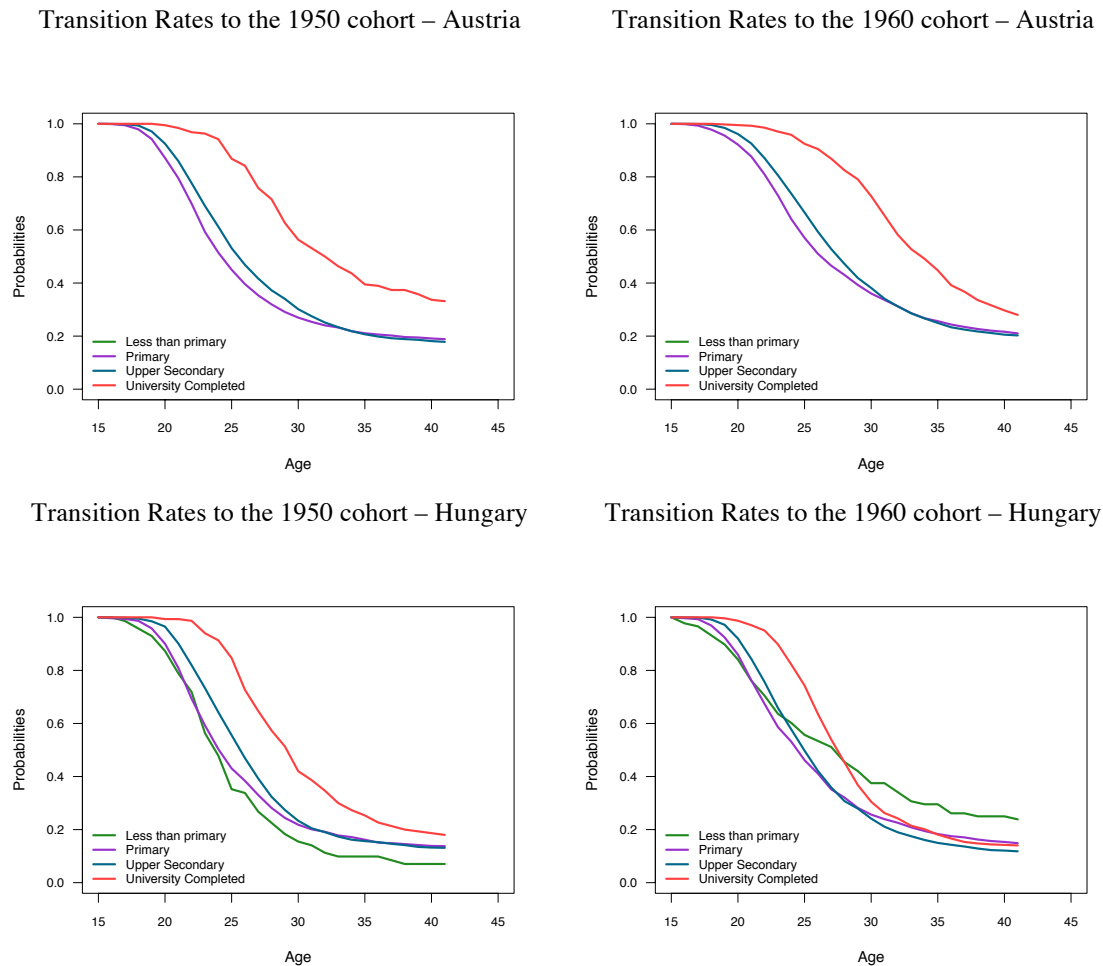 Transition Rates to the 1950 cohort – Austria
Probabilities
1.0
0.8
0.6
0.4
0.2
0.0
Less than primary
Primary
Upper Secondary
University Completed
15 20 25 30 35 40 45
Age
Transition Rates to the 1960 cohort – Austria
Probabilities
1.0
0.8
0.6
0.4
0.2
0.0
Less than primary
Primary
Upper Secondary
University Completed
15 20 25 30 35 40 45
Age
Transition Rates to the 1950 cohort – Hungary
Probabilities
1.0
0.8
0.6
0.4
0.2
0.0
Less than primary
Primary
Upper Secondary
University Completed
15 20 25 30 35 40 45
Age
Transition Rates to the 1960 cohort – Hungary
Probabilities
1.0
0.8
0.6
0.4
0.2
0.0
Less than primary
Primary
Upper Secondary
University Completed
15 20 25 30 35 40 45
Age